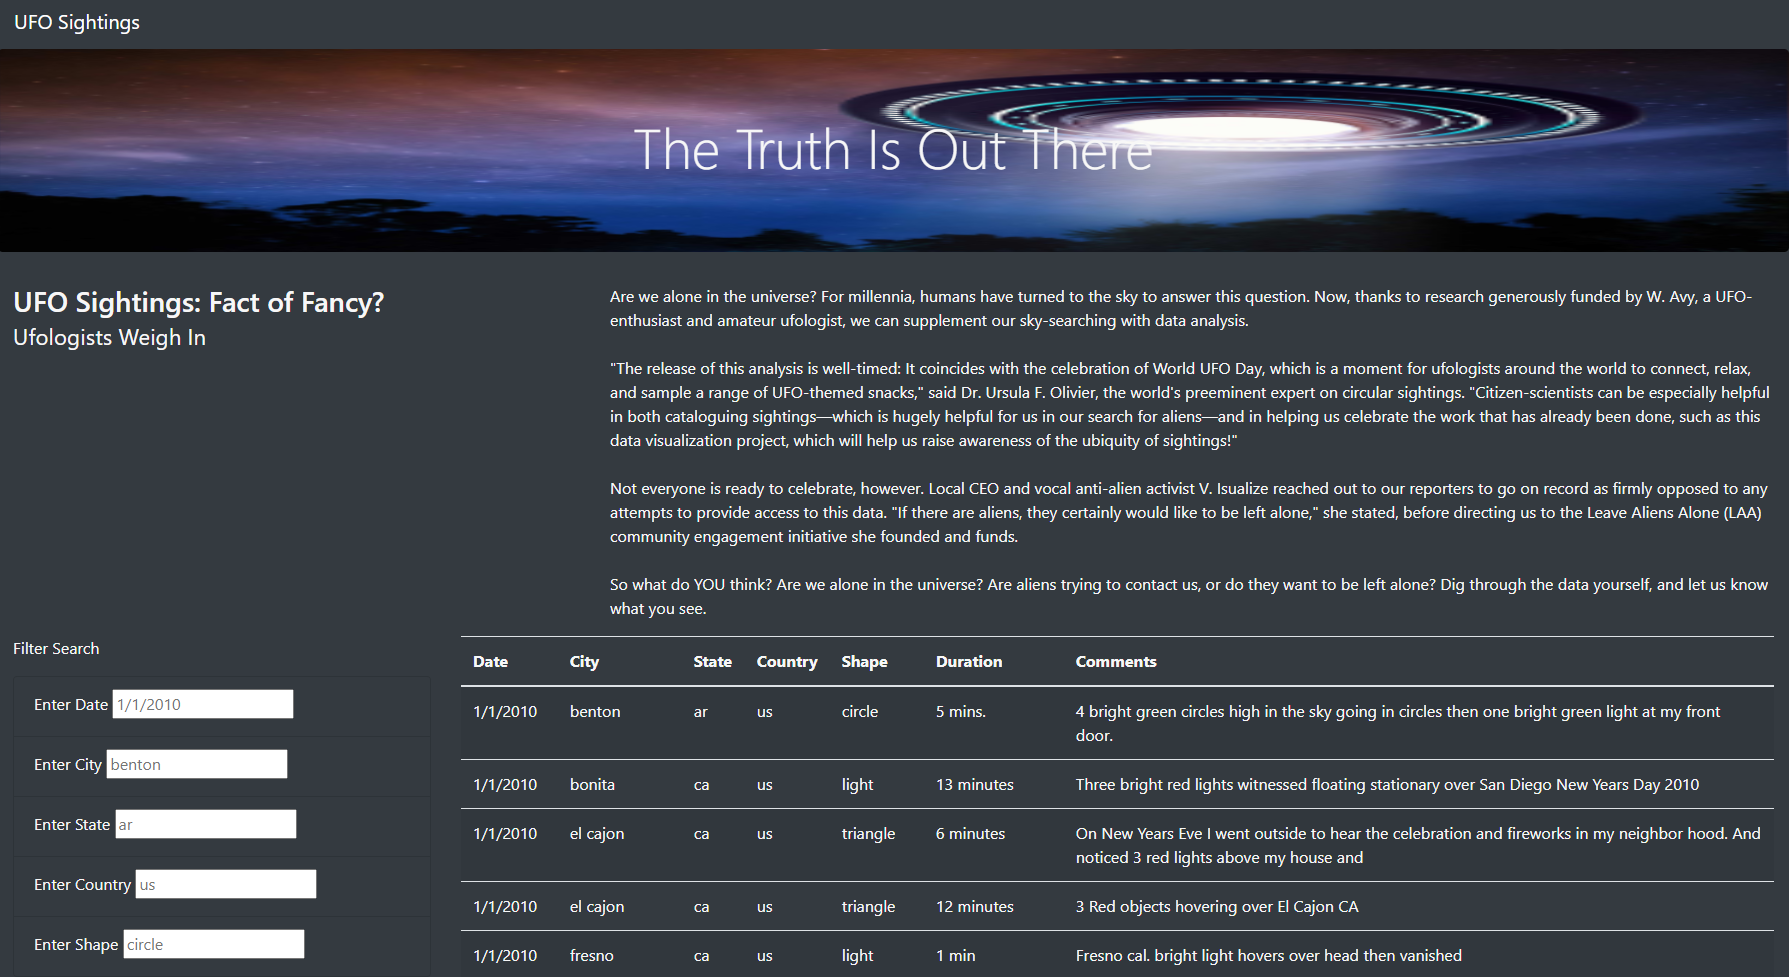 UFO Sightings
The Truth Is Out There
UFO Sightings: Fact of Fancy?
Ufologists Weigh In
Are we alone in the universe? For millennia, humans have turned to the sky to answer this question. Now, thanks to research generously funded by W. Avy, a UFO-
enthusiast and amateur ufologist, we can supplement our sky-searching with data analysis.
"The release of this analysis is well-timed: It coincides with the celebration of World UFO Day, which is a moment for ufologists around the world to connect, relax,
and sample a range of UFO-themed snacks," said Dr. Ursula F. Olivier, the world's preeminent expert on circular sightings. "Citizen-scientists can be especially helpful
in both cataloguing sightings—which is hugely helpful for us in our search for aliens—and in helping us celebrate the work that has already been done, such as this
data visualization project, which will help us raise awareness of the ubiquity of sightings!"
Not everyone is ready to celebrate, however. Local CEO and vocal anti-alien activist V. Isualize reached out to our reporters to go on record as firmly opposed to any
attempts to provide access to this data. "If there are aliens, they certainly would like to be left alone," she stated, before directing us to the Leave Aliens Alone (LAA)
community engagement initiative she founded and funds.
So what do YOU think? Are we alone in the universe? Are aliens trying to contact us, or do they want to be left alone? Dig through the data yourself, and let us know
what you see.
Filter Search
Enter Date 1/1/2010
Enter City benton
Enter State ar
Enter Country us
Enter Shape circle
Date City State Country Shape Duration Comments
1/1/2010 benton ar us circle 5 mins. 4 bright green circles high in the sky going in circles then one bright green light at my front
door.
1/1/2010 bonita ca us light 13 minutes Three bright red lights witnessed floating stationary over San Diego New Years Day 2010
1/1/2010 el cajon ca us triangle 6 minutes On New Years Eve I went outside to hear the celebration and fireworks in my neighbor hood. And
noticed 3 red lights above my house and
1/1/2010 el cajon ca us triangle 12 minutes 3 Red objects hovering over El Cajon CA
1/1/2010 fresno ca us light 1 min Fresno cal. bright light hovers over head then vanished